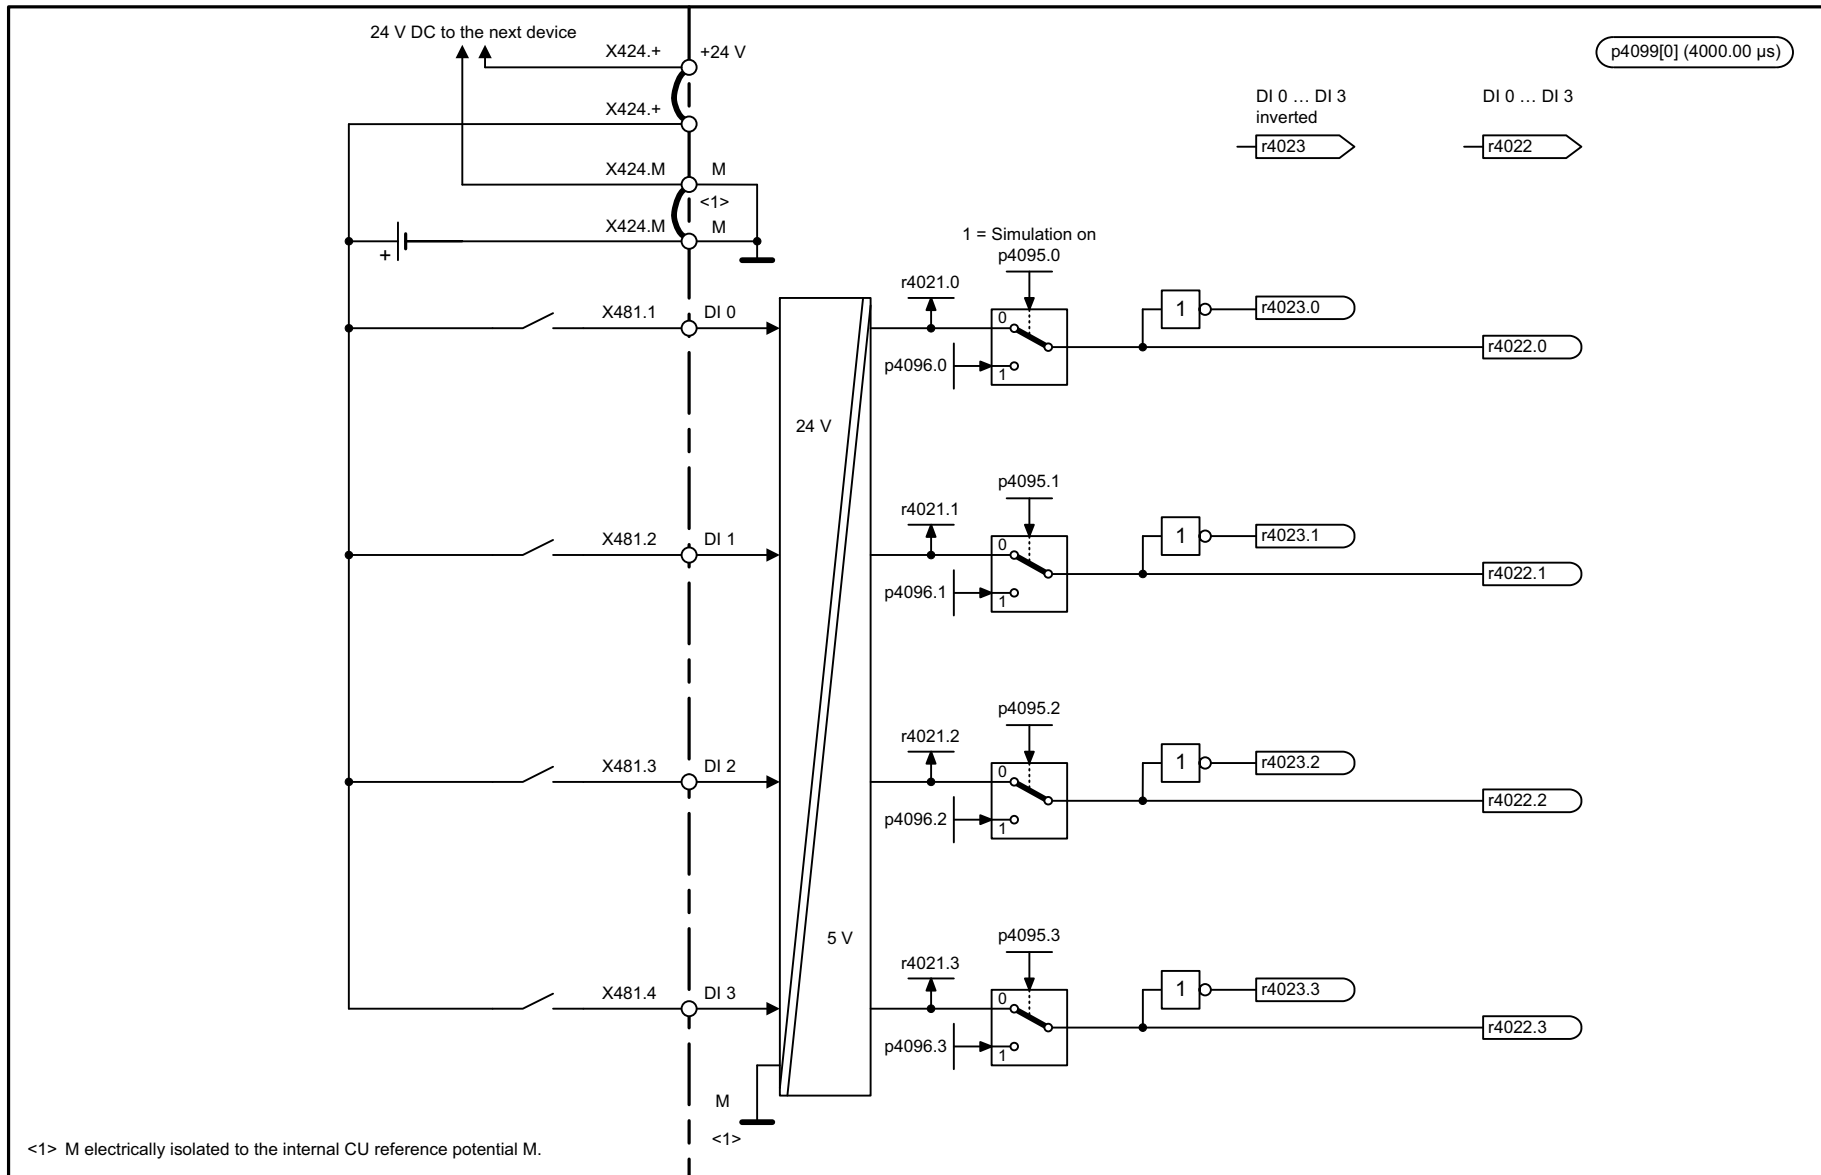 24 V DC to the next device
X424.+
+24 V
p4099[0] (4000.00 µs)
X424.+
DI 0 ... DI 3
inverted
r4023
DI 0 ... DI 3
r4022
X424.M
M
<1>
X424.M
M
+
1 = Simulation on
p4095.0
r4021.0
X481.1
DI 0
0
1
p4096.0
1
r4023.0
r4022.0
24 V
p4095.1
r4021.1
X481.2
DI 1
0
1
p4096.1
1
r4023.1
r4022.1
p4095.2
r4021.2
X481.3
DI 2
0
1
p4096.2
1
r4023.2
r4022.2
5 V
p4095.3
r4021.3
X481.4
DI 3
0
1
p4096.3
1
r4023.3
r4022.3
M
<1>
<1> M electrically isolated to the internal CU reference potential M.